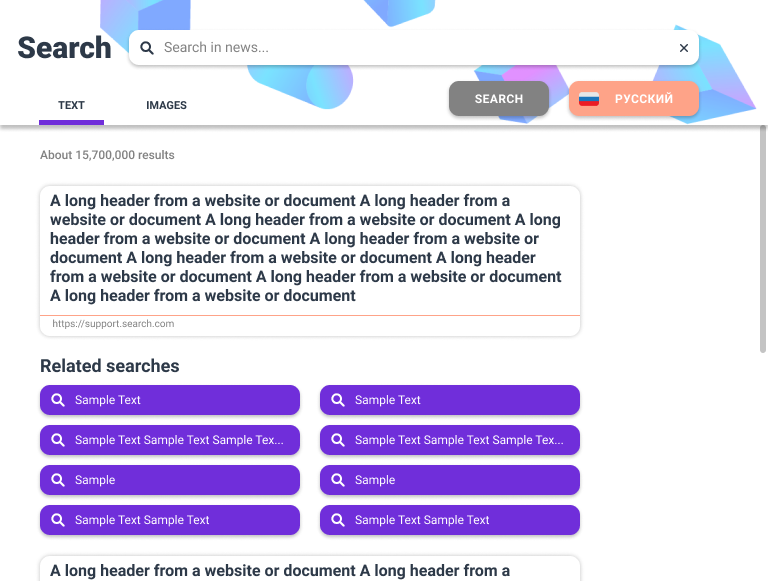 Search
Search in news...
TEXT
IMAGES
SEARCH
РУССКИЙ
About 15,700,000 results
A long header from a website or document A long header from a
website or document A long header from a website or document A long
header from a website or document A long header from a website or
document A long header from a website or document A long header
from a website or document A long header from a website or document
A long header from a website or document
https://support.search.com
Related searches
Sample Text
Sample Text
Sample Text Sample Text Sample Tex...
Sample Text Sample Text Sample Tex...
Sample
Sample
Sample Text Sample Text
Sample Text Sample Text
A long header from a website or document A long header from a